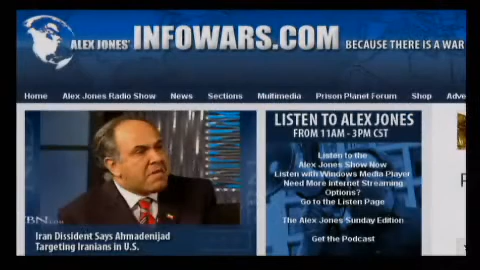 ALEX JONES' INFOWARS.COM BECAUSE THERE IS A WAR
Home Alex Jones Radio Show News Sections Multimedia Prison Planet Forum Shop Adve
LISTEN TO ALEX JONES
FROM 11AM - 3PM CST
Listen to the
Alex Jones Show Now
Listen with Windows Media Player
Need More internet Streaming
Options?
Go to the Listen Page
The Alex Jones Sunday Edition
Get the Podcast
BN.COM
Iran Dissident Says Ahmadenijad
Targeting Iranians in U.S.